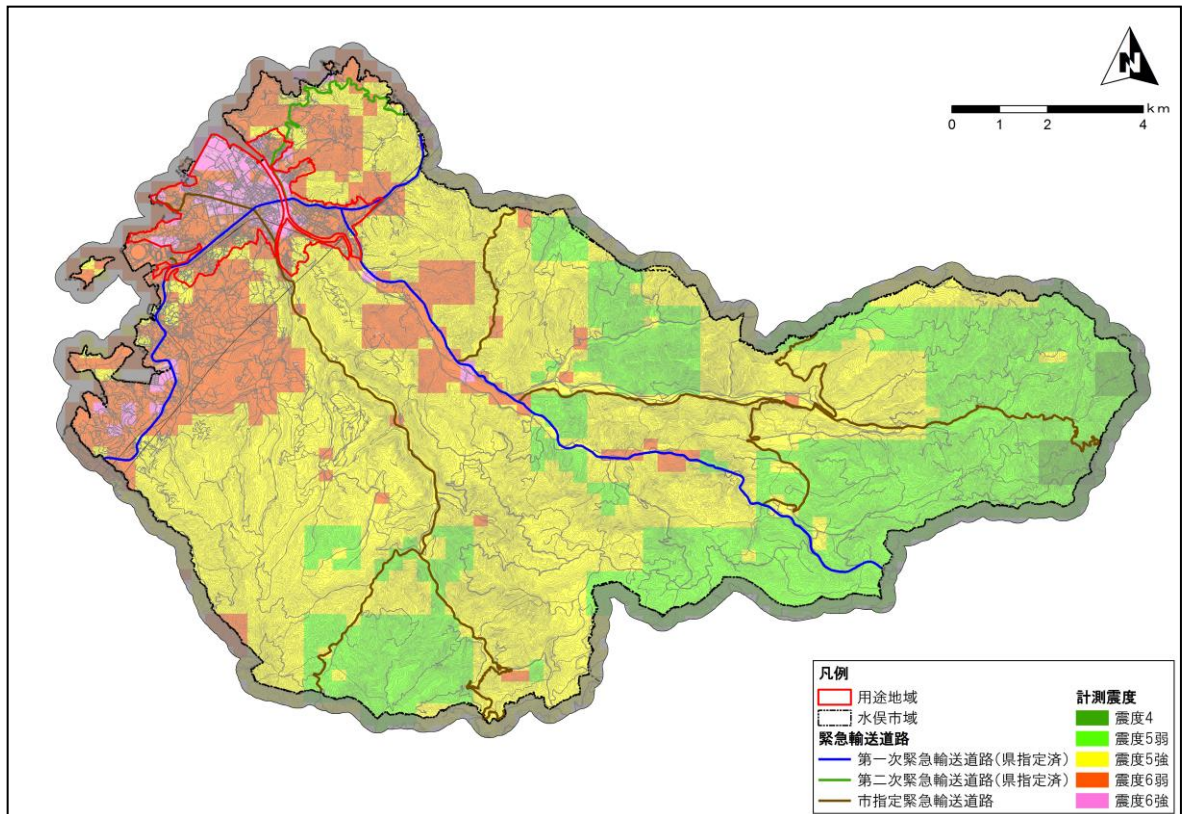 N
km
0 1 2 4
凡例
用途地域
水俣市域
緊急輸送道路
第一次緊急輸送道路(県指定済)
第二次緊急輸送道路(県指定済)
市指定緊急輸送道路
計測震度
震度4
震度5弱
震度5強
震度6弱
震度6強